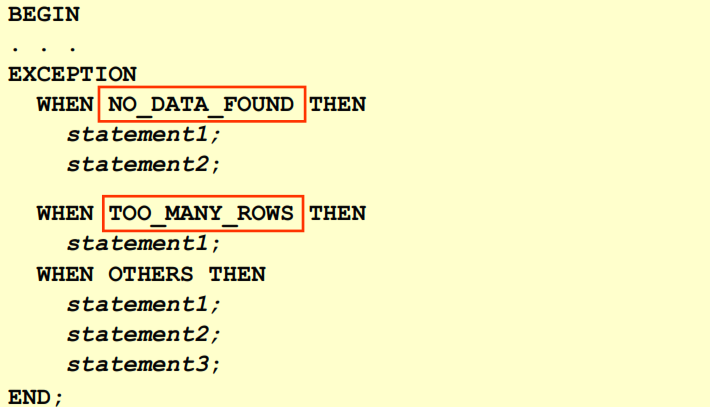 BEGIN
. . .
EXCEPTION
WHEN NO_DATA_FOUND THEN
statement1;
statement2;
WHEN TOO_MANY_ROWS THEN
statement1;
WHEN OTHERS THEN
statement1;
statement2;
statement3;
END;